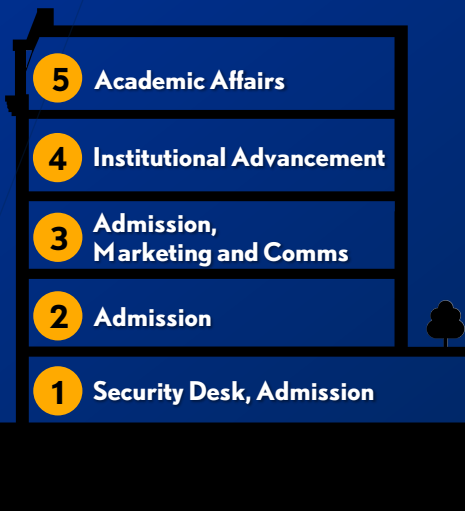 5 Academic Affairs
4 Institutional Advancement
3 Admission,
Marketing and Comms
2 Admission
1 Security Desk, Admission